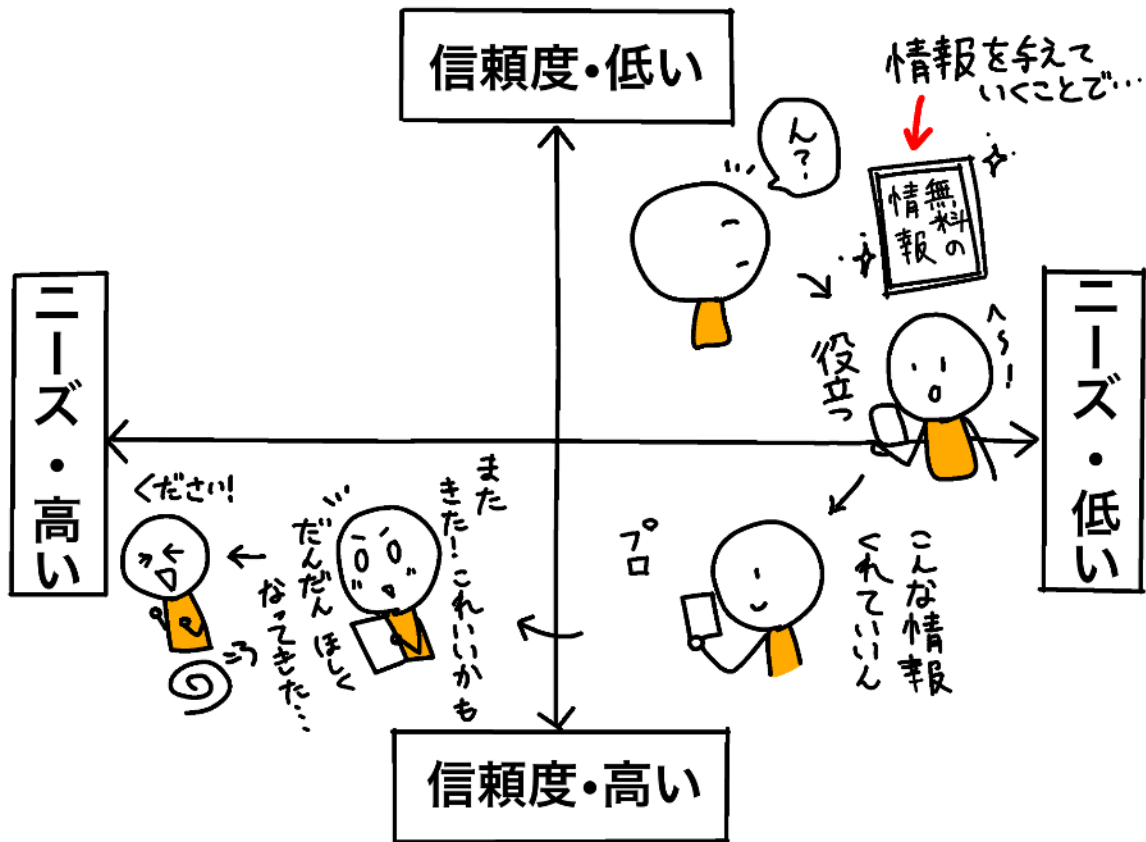 信頼度・低い
情報を与えて
いくことで…
ん?
無料の
情報
ニーズ・高い
ニーズ・低い
へ〜!
役立つ
こんな情報
くれていいん
プロ
また
きた!これいいかも
だんだんほしく
なってきた…
ください!
ころ
信頼度・高い